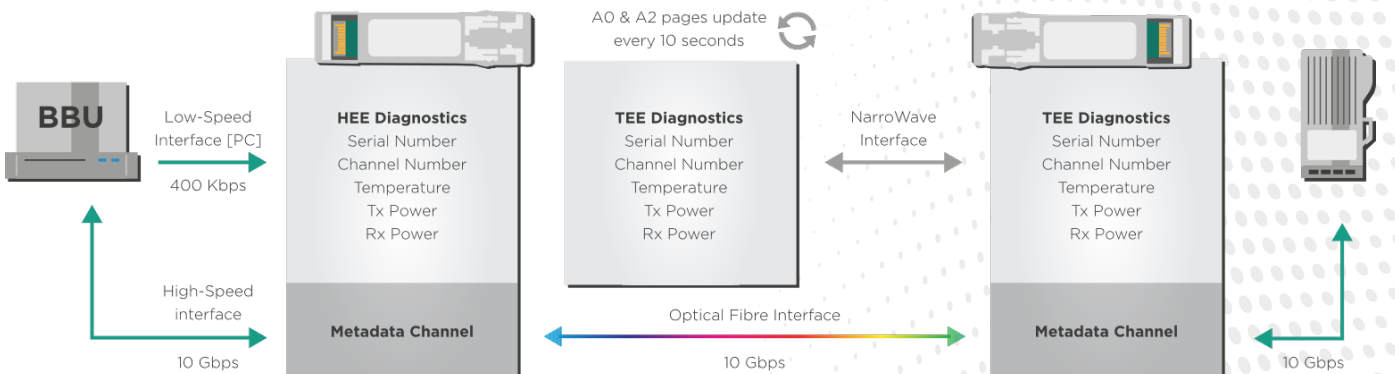 A0 & A2 pages update
every 10 seconds
BBU
Low-Speed
Interface [PC]
400 Kbps
High-Speed
interface
10 Gbps
HEE Diagnostics
Serial Number
Channel Number
Temperature
Tx Power
Rx Power
Metadata Channel
TEE Diagnostics
Serial Number
Channel Number
Temperature
Tx Power
Rx Power
NarroWave
Interface
Optical Fibre Interface
10 Gbps
TEE Diagnostics
Serial Number
Channel Number
Temperature
Tx Power
Rx Power
Metadata Channel
10 Gbps